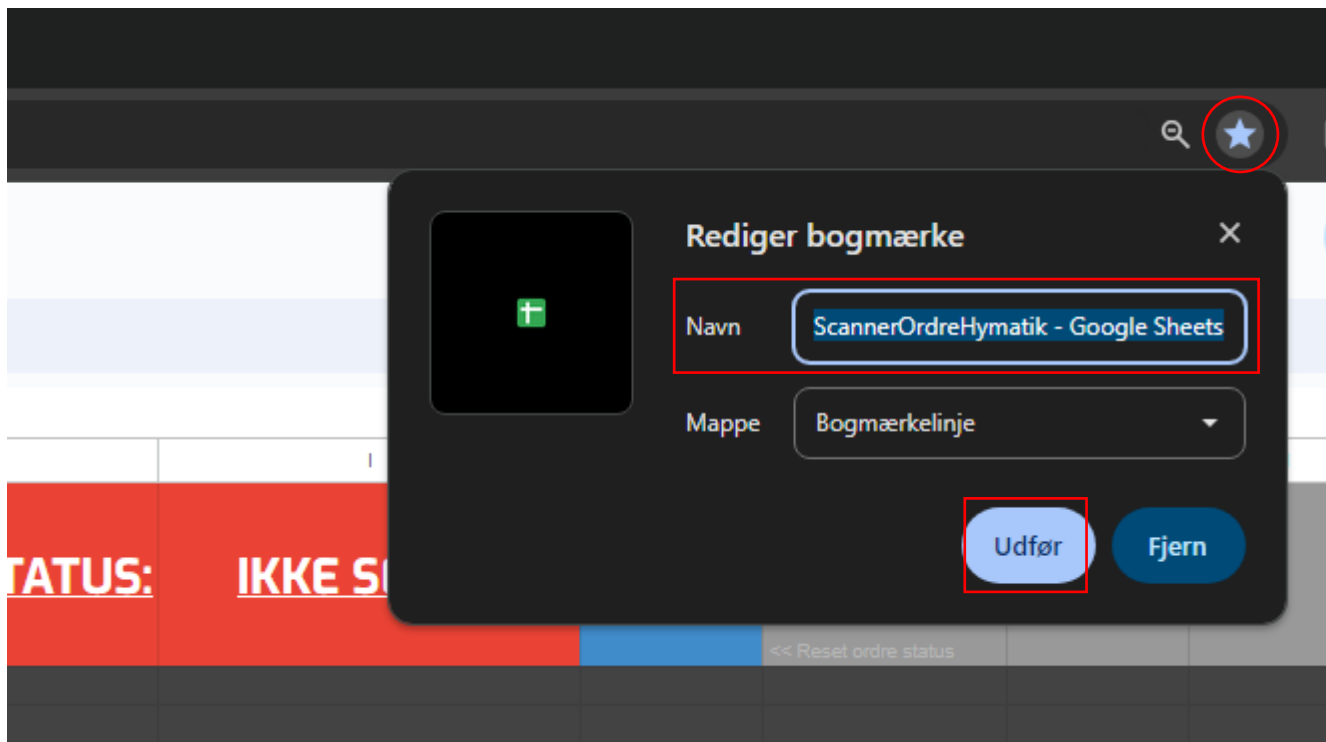 Rediger bogmærke
Navn
ScannerOrdreHymatik - Google Sheets
Mappe
Bogmærkelinje
I
Udfør
Fjern
TATUS:
IKKE S
<< Reset ordre status